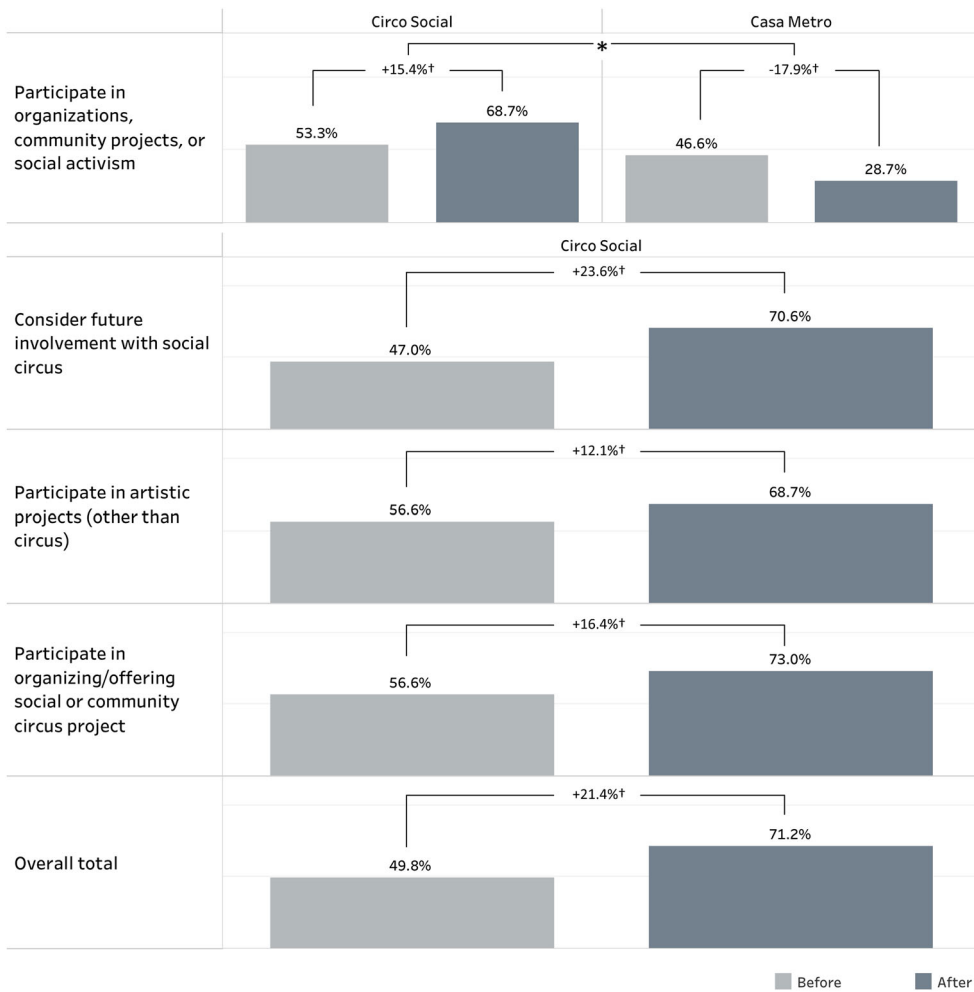 Circo Social
Casa Metro
Participate in
organizations,
community projects, or
social activism
*
+15.4%†
-17.9%†
53.3%
68.7%
46.6%
28.7%
Circo Social
Consider future
involvement with social
circus
+23.6%†
47.0%
70.6%
Participate in artistic
projects (other than
circus)
+12.1%†
56.6%
68.7%
Participate in
organizing/offering
social or community
circus project
+16.4%†
56.6%
73.0%
Overall total
+21.4%†
49.8%
71.2%
Before
After